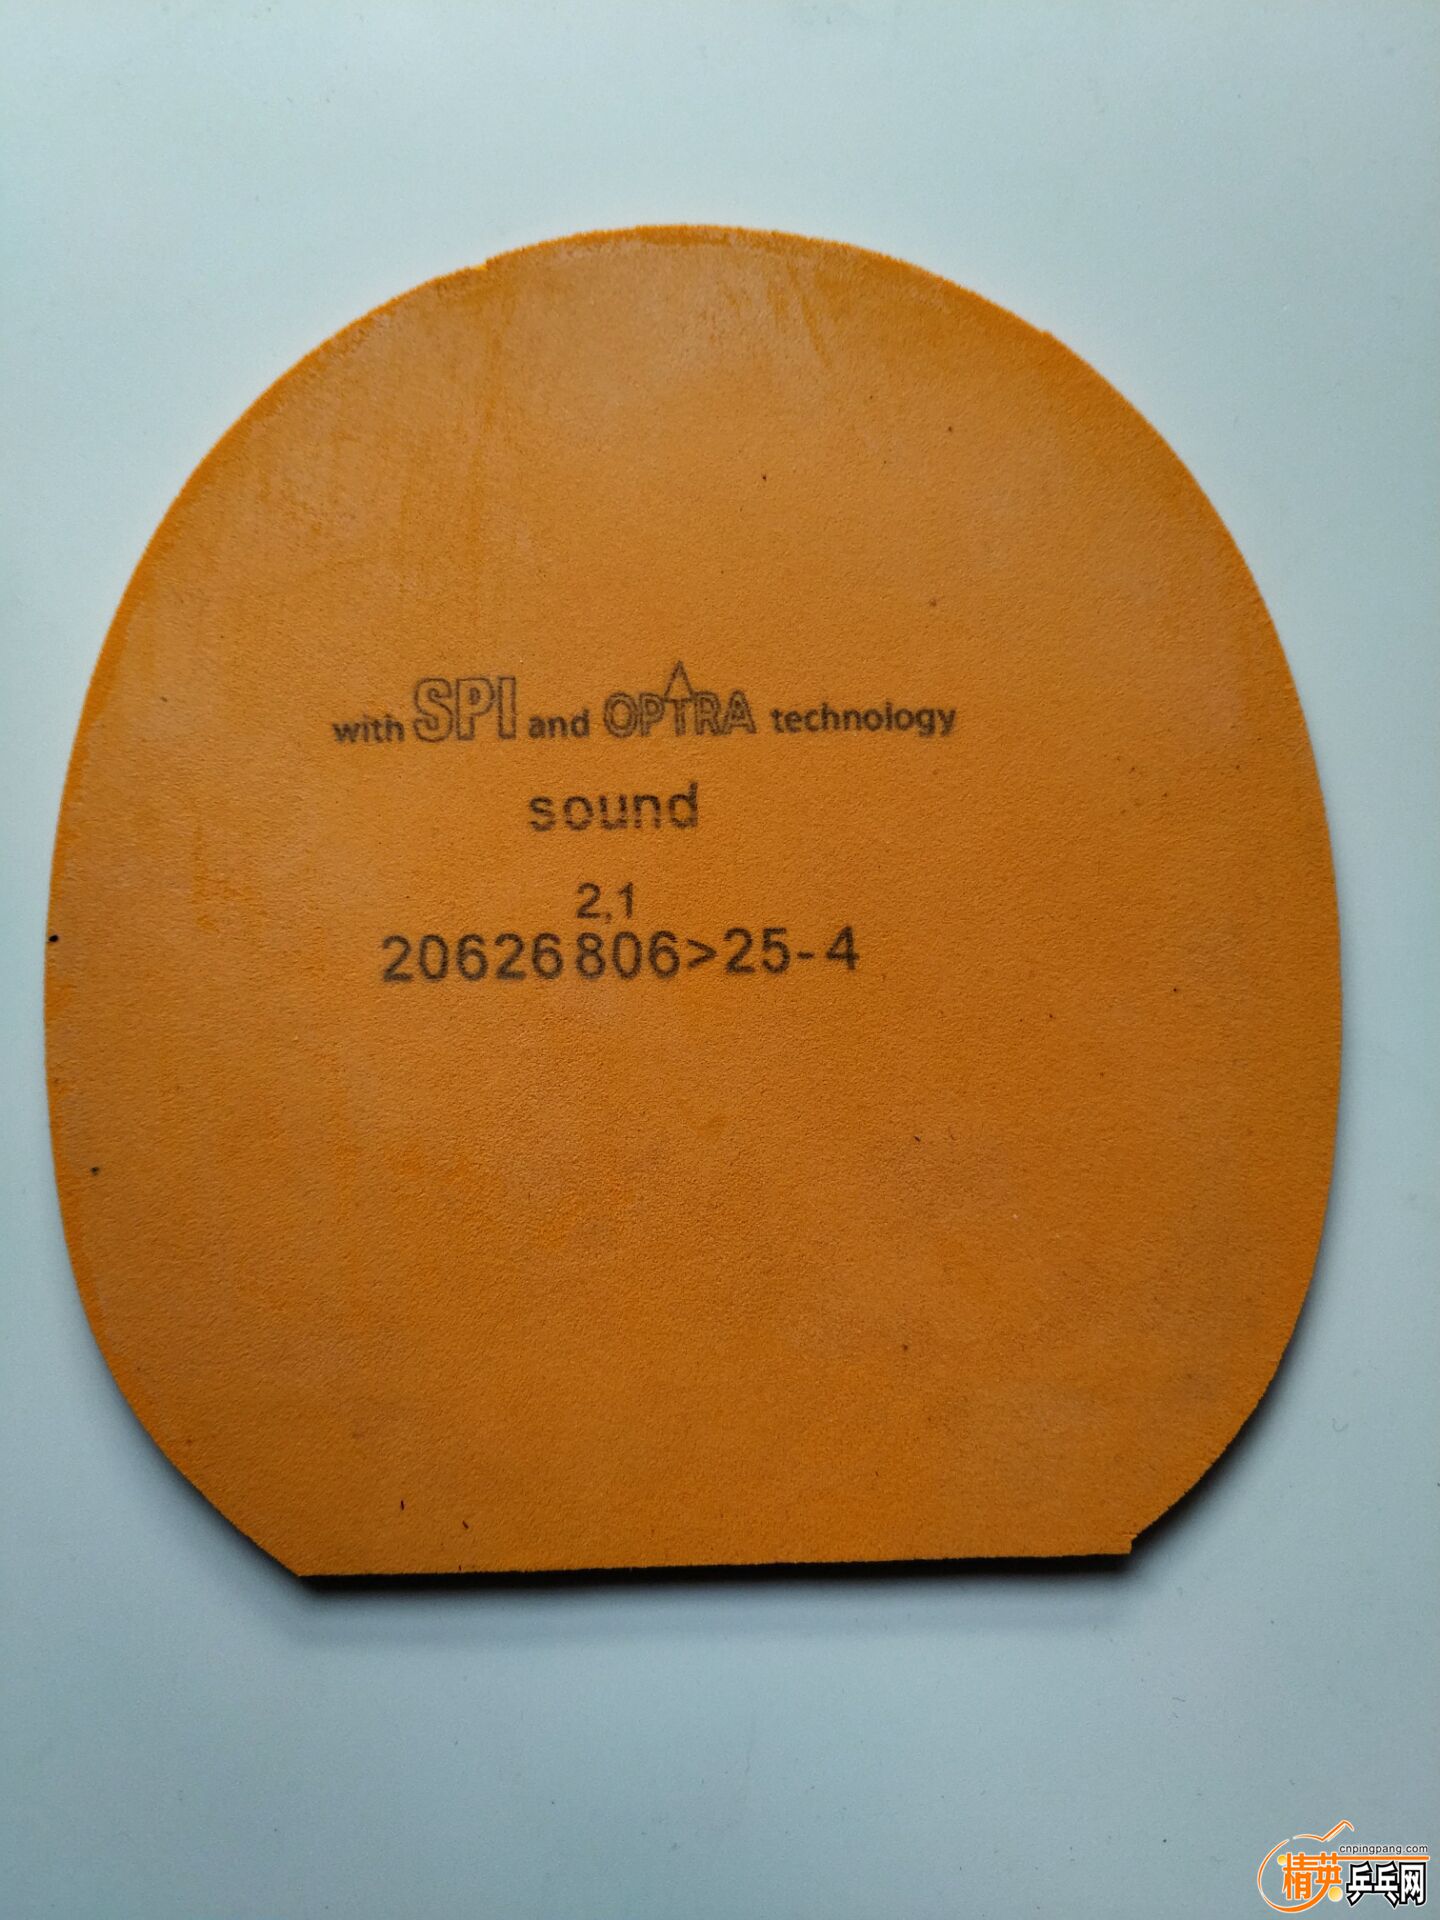 with SPI and OPTRA technology
sound
2,1
20626806>25-4
cnpingpang.com
精英乒乓网